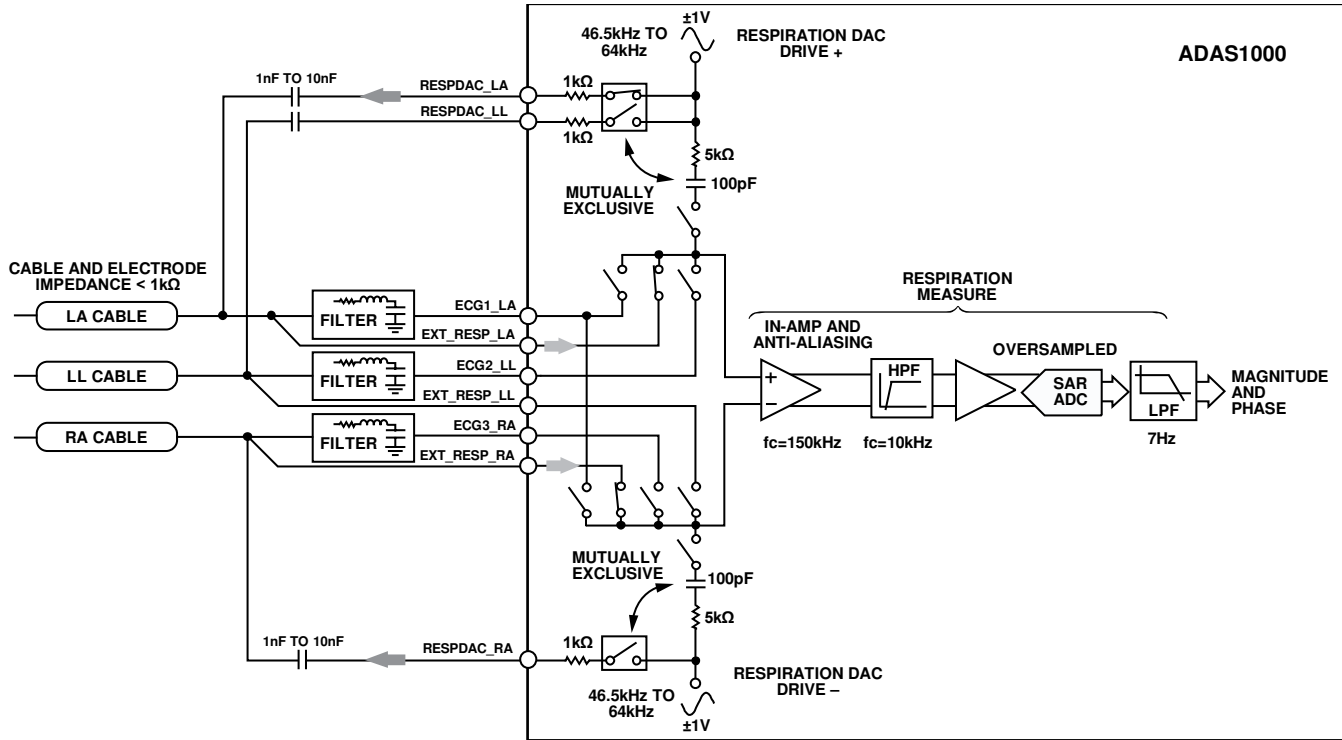 ±1V
46.5kHz TO
64kHz
RESPIRATION DAC
DRIVE +
ADAS1000
1nF TO 10nF
RESPDAC_LA
1kΩ
RESPDAC_LL
1kΩ
5kΩ
100pF
MUTUALLY
EXCLUSIVE
CABLE AND ELECTRODE
IMPEDANCE < 1kΩ
LA CABLE
FILTER
ECG1_LA
EXT_RESP_LA
LL CABLE
FILTER
ECG2_LL
EXT_RESP_LL
RA CABLE
FILTER
ECG3_RA
EXT_RESP_RA
RESPIRATION
MEASURE
IN-AMP AND
ANTI-ALIASING
+
–
fc=150kHz
HPF
fc=10kHz
OVERSAMPLED
SAR
ADC
LPF
7Hz
MAGNITUDE
AND
PHASE
MUTUALLY
EXCLUSIVE
100pF
5kΩ
1nF TO 10nF
RESPDAC_RA
1kΩ
46.5kHz TO
64kHz
±1V
RESPIRATION DAC
DRIVE –